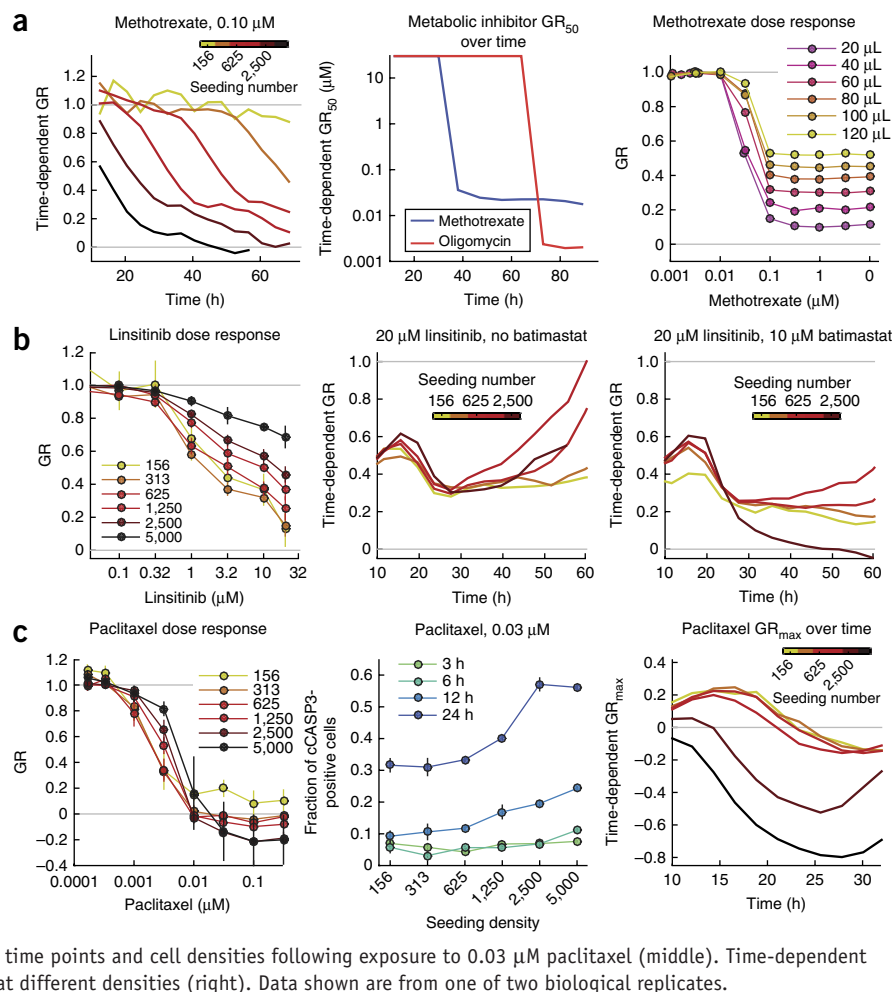 a
Methotrexate, 0.10 µM
156 625 2,500
Seeding number
Time-dependent GR
1.2
1.0
0.8
0.6
0.4
0.2
0
20 40 60
Time (h)
Metabolic inhibitor GR50
over time
Time-dependent GR50 (µM)
10
1
0.1
0.01
0.001
Methotrexate
Oligomycin
20 40 60 80
Time (h)
Methotrexate dose response
GR
1.0
0.8
0.6
0.4
0.2
0
20 µL
40 µL
60 µL
80 µL
100 µL
120 µL
0.001 0.01 0.1 1 0
Methotrexate (µM)
b
Linsitinib dose response
GR
1.2
1.0
0.8
0.6
0.4
0.2
0
156
313
625
1,250
2,500
5,000
0.1 0.32 1 3.2 10 32
Linsitinib (µM)
20 µM linsitinib, no batimastat
Seeding number
156 625 2,500
Time-dependent GR
1.0
0.8
0.6
0.4
0.2
0
10 20 30 40 50 60
Time (h)
20 µM linsitinib, 10 µM batimastat
Seeding number
156 625 2,500
Time-dependent GR
1.0
0.8
0.6
0.4
0.2
0
10 20 30 40 50 60
Time (h)
c
Paclitaxel dose response
GR
1.2
1.0
0.8
0.6
0.4
0.2
0
−0.2
−0.4
156
313
625
1,250
2,500
5,000
0.0001 0.001 0.01 0.1
Paclitaxel (µM)
Paclitaxel, 0.03 µM
Fraction of cCASP3-
positive cells
0.6
0.5
0.4
0.3
0.2
0.1
0
3 h
6 h
12 h
24 h
156 313 625 1,250 2,500 5,000
Seeding density
Paclitaxel GRmax over time
156 625 2,500
Seeding number
Time-dependent GRmax
0.4
0.2
0
−0.2
−0.4
−0.6
−0.8
10 15 20 25 30
Time (h)
time points and cell densities following exposure to 0.03 µM paclitaxel (middle). Time-dependent
at different densities (right). Data shown are from one of two biological replicates.